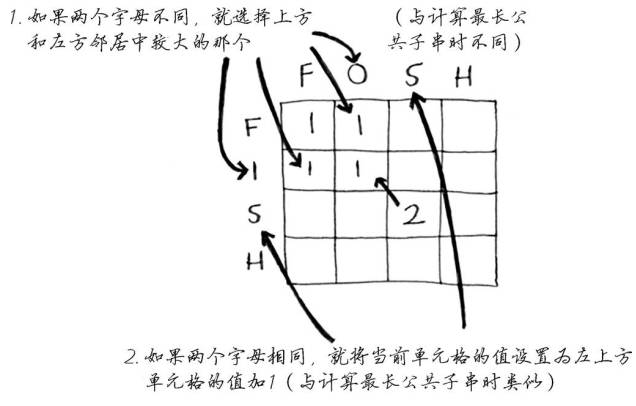 1. 如果两个字母不同，就选择上方 （与计算最长公
和左方邻居中较大的那个 共子串时不同）
F O S H
F 1 1
I 1 1
S 2
H
2. 如果两个字母相同，就将当前单元格的值设置为左上方
单元格的值加1（与计算最长公共子串时类似）